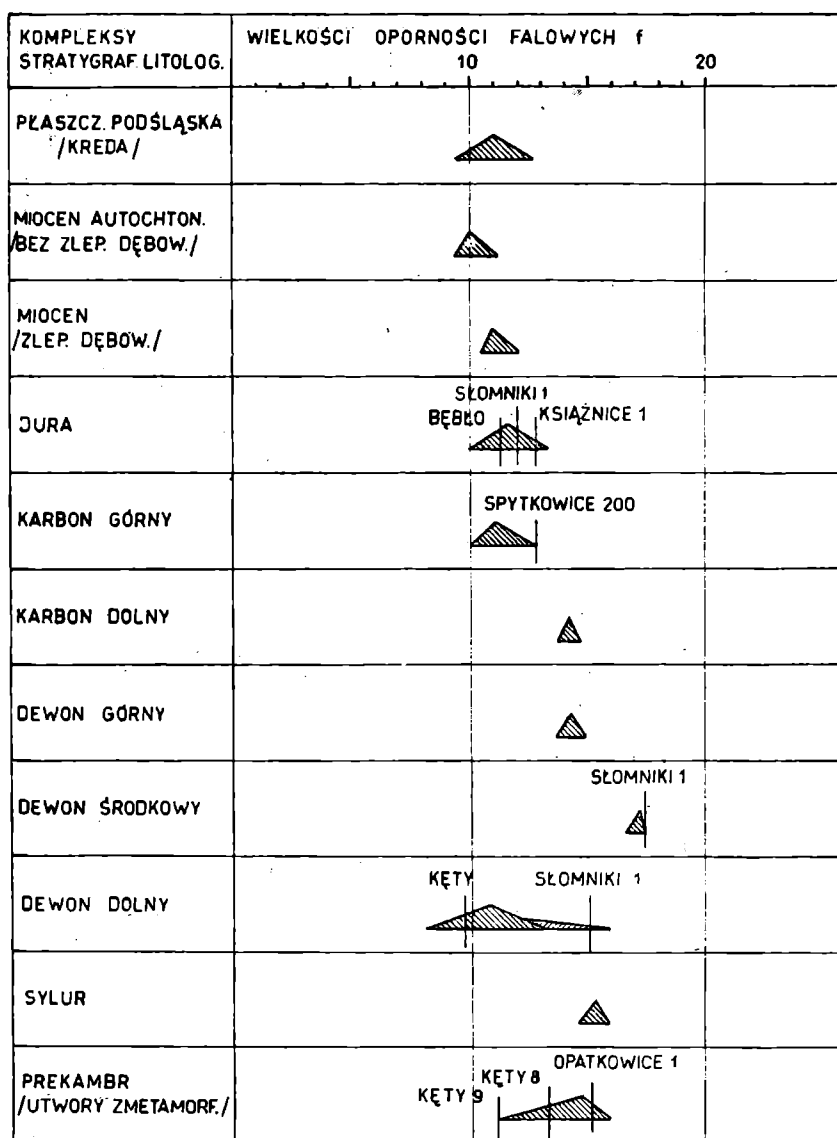 KOMPLEKSY
STRATYGRAF. LITOLOG.
WIELKOŚCI OPORNOŚCI FALOWYCH f
10 20
PŁASZCZ. PODŚLĄSKA
/KREDA/
MIOCEN AUTOCHTON.
/BEZ ZLEP. DĘBOW./
MIOCEN
/ZLEP. DĘBOW./
JURA
SŁOMNIKI 1
BĘBŁO KSIĄŻNICE 1
KARBON GÓRNY
SPYTKOWICE 200
KARBON DOLNY
DEWON GÓRNY
DEWON ŚRODKOWY
SŁOMNIKI 1
DEWON DOLNY
KĘTY SŁOMNIKI 1
SYLUR
PREKAMBR
/UTWORY ZMETAMORF./
OPATKOWICE 1
KĘTY 8
KĘTY 9